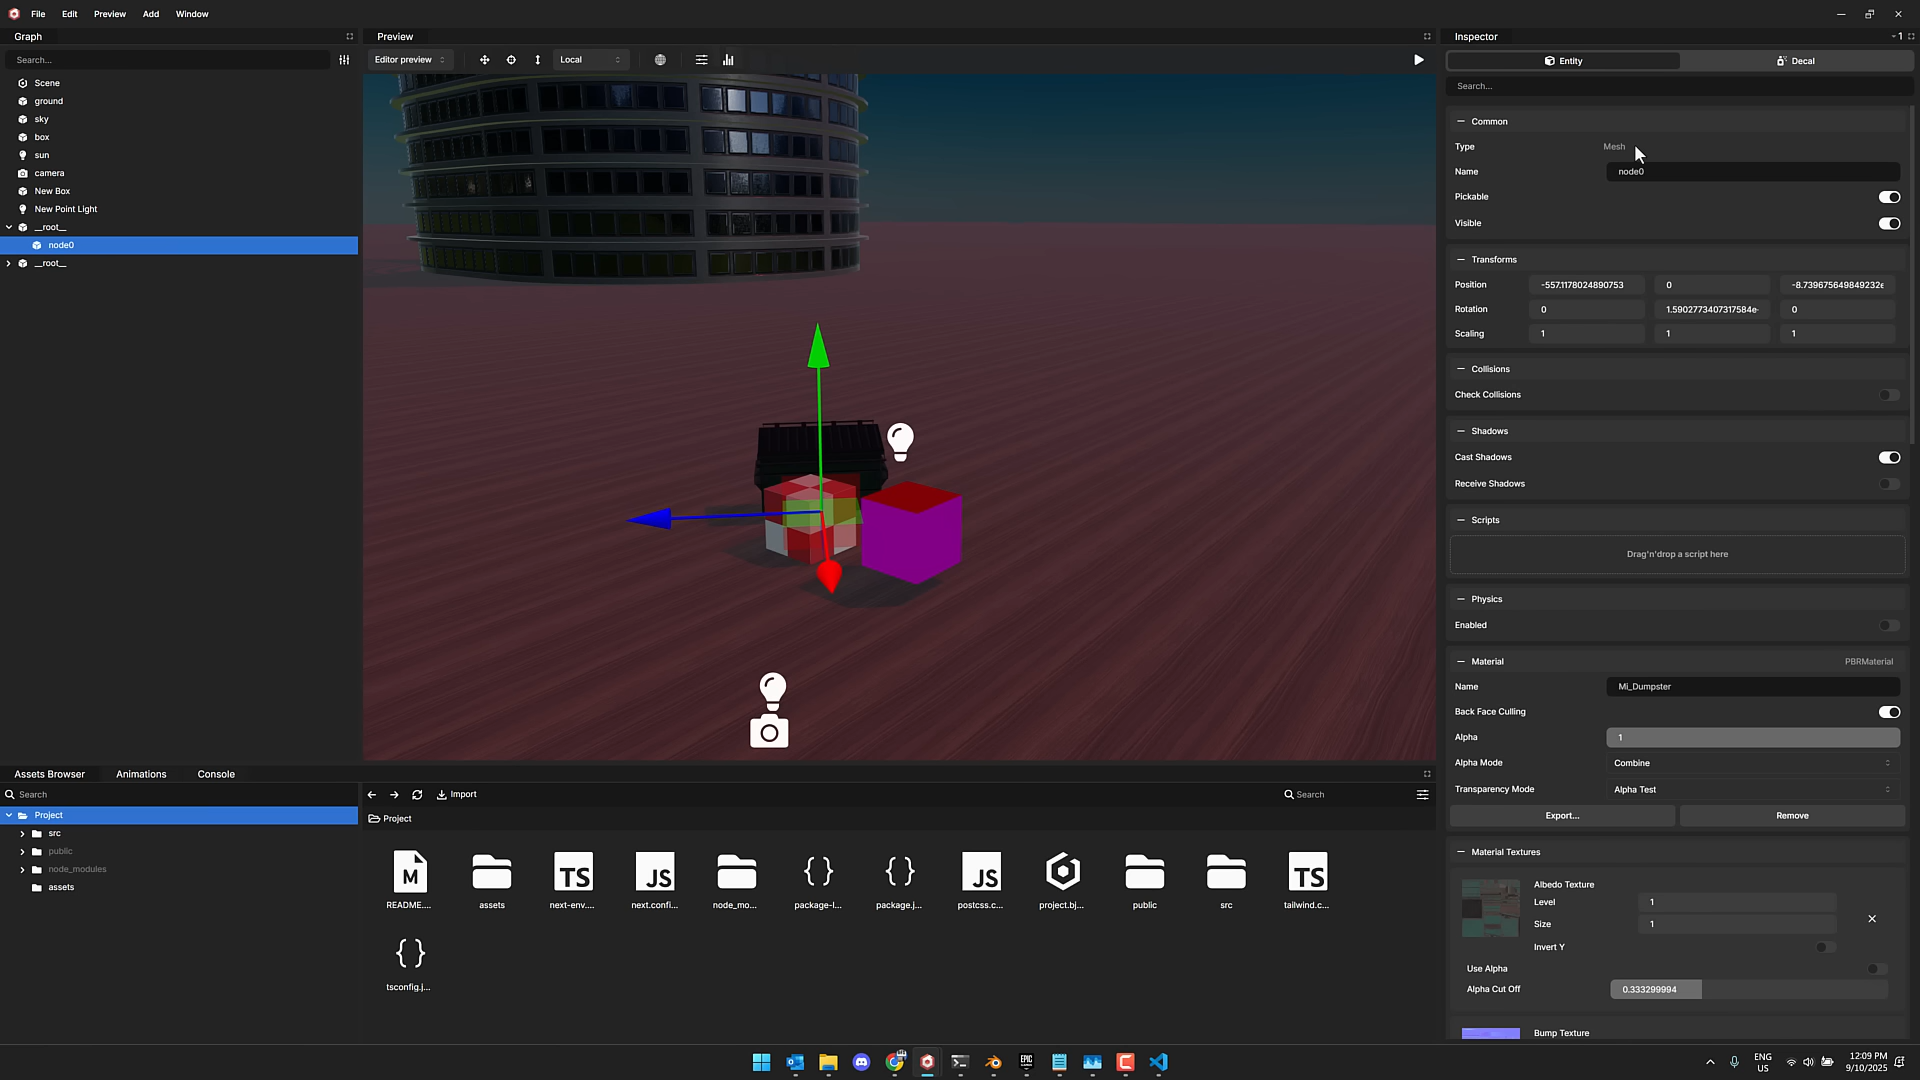 File Edit Preview Add Window
Graph
Search...
Scene
ground
sky
box
sun
camera
New Box
New Point Light
__root__
node0
__root__
Preview
Editor preview
Local
Inspector
1
Entity
Decal
Search...
Common
Type Mesh
Name node0
Pickable
Visible
Transforms
Position -557.1178024890753 0 -8.739675649849232e
Rotation 0 1.5902773407317584e- 0
Scaling 1 1 1
Collisions
Check Collisions
Shadows
Cast Shadows
Receive Shadows
Scripts
Drag'n'drop a script here
Physics
Enabled
Material PBRMaterial
Name Mi_Dumpster
Back Face Culling
Alpha 1
Alpha Mode Combine
Transparency Mode Alpha Test
Export... Remove
Material Textures
Albedo Texture
Level 1
Size 1
Invert Y
Use Alpha
Alpha Cut Off 0.333299994
Bump Texture
Assets Browser Animations Console
Search
Project
src
public
node_modules
assets
Import
Search
Project
M TS JS {} {} JS TS
README.... assets next-env.... next.confi... node_mo... package-l... package.j... postcss.c... project.bj... public src tailwind.c...
{}
tsconfig.j...
EPIC
ENG
US
12:09 PM
9/10/2025